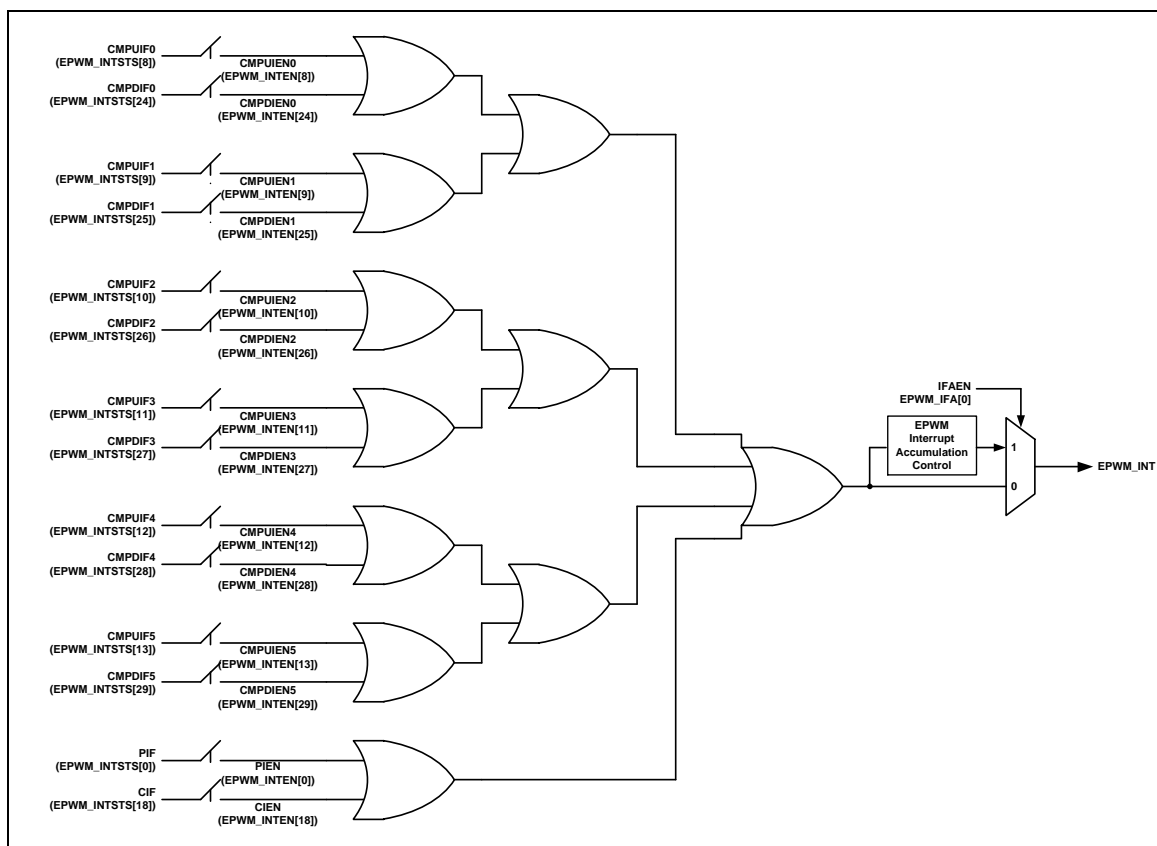 CMPUIF0
(EPWM_INTSTS[8])
CMPUIEN0
(EPWM_INTEN[8])
CMPDIF0
(EPWM_INTSTS[24])
CMPDIEN0
(EPWM_INTEN[24])
CMPUIF1
(EPWM_INTSTS[9])
CMPUIEN1
(EPWM_INTEN[9])
CMPDIF1
(EPWM_INTSTS[25])
CMPDIEN1
(EPWM_INTEN[25])
CMPUIF2
(EPWM_INTSTS[10])
CMPUIEN2
(EPWM_INTEN[10])
CMPDIF2
(EPWM_INTSTS[26])
CMPDIEN2
(EPWM_INTEN[26])
CMPUIF3
(EPWM_INTSTS[11])
CMPUIEN3
(EPWM_INTEN[11])
CMPDIF3
(EPWM_INTSTS[27])
CMPDIEN3
(EPWM_INTEN[27])
CMPUIF4
(EPWM_INTSTS[12])
CMPUIEN4
(EPWM_INTEN[12])
CMPDIF4
(EPWM_INTSTS[28])
CMPDIEN4
(EPWM_INTEN[28])
CMPUIF5
(EPWM_INTSTS[13])
CMPUIEN5
(EPWM_INTEN[13])
CMPDIF5
(EPWM_INTSTS[29])
CMPDIEN5
(EPWM_INTEN[29])
PIF
(EPWM_INTSTS[0])
PIEN
(EPWM_INTEN[0])
CIF
(EPWM_INTSTS[18])
CIEN
(EPWM_INTEN[18])
IFAEN
EPWM_IFA[0]
EPWM
Interrupt
Accumulation
Control
1
0
EPWM_INT